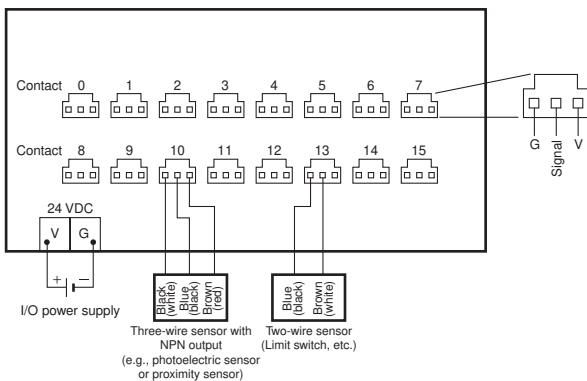 Contact 0 1 2 3 4 5 6 7
G Signal V
Contact 8 9 10 11 12 13 14 15
24 VDC
V G
+ −
I/O power supply
Black (white)
Blue (black)
Brown (red)
Three-wire sensor with
NPN output
(e.g., photoelectric sensor
or proximity sensor)
Blue (black)
Brown (white)
Two-wire sensor
(Limit switch, etc.)